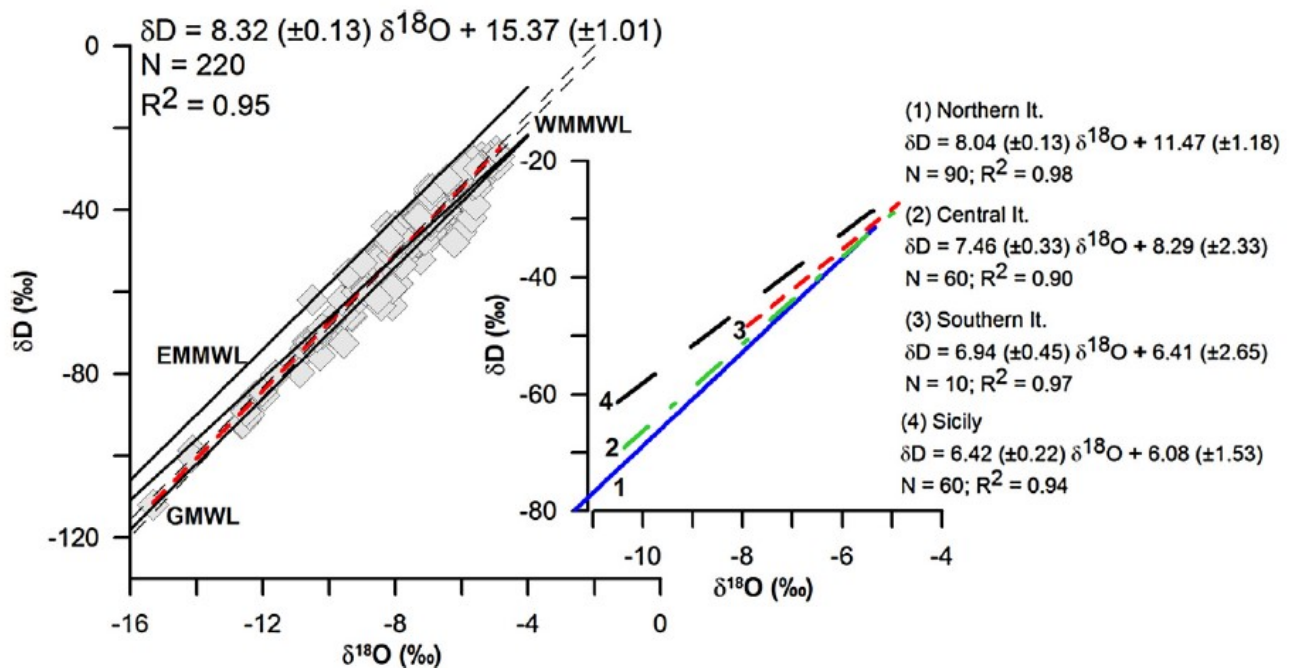 δD = 8.32 (±0.13) δ¹⁸O + 15.37 (±1.01)
N = 220
R² = 0.95
0
-40
-80
-120
δD (‰)
-16
-12
-8
-4
0
δ¹⁸O (‰)
EMMWL
GMWL
WMMWL
-20
-40
-60
-80
δD (‰)
-10
-8
-6
-4
δ¹⁸O (‰)
4
3
2
1
(1) Northern It.
δD = 8.04 (±0.13) δ¹⁸O + 11.47 (±1.18)
N = 90; R² = 0.98
(2) Central It.
δD = 7.46 (±0.33) δ¹⁸O + 8.29 (±2.33)
N = 60; R² = 0.90
(3) Southern It.
δD = 6.94 (±0.45) δ¹⁸O + 6.41 (±2.65)
N = 10; R² = 0.97
(4) Sicily
δD = 6.42 (±0.22) δ¹⁸O + 6.08 (±1.53)
N = 60; R² = 0.94